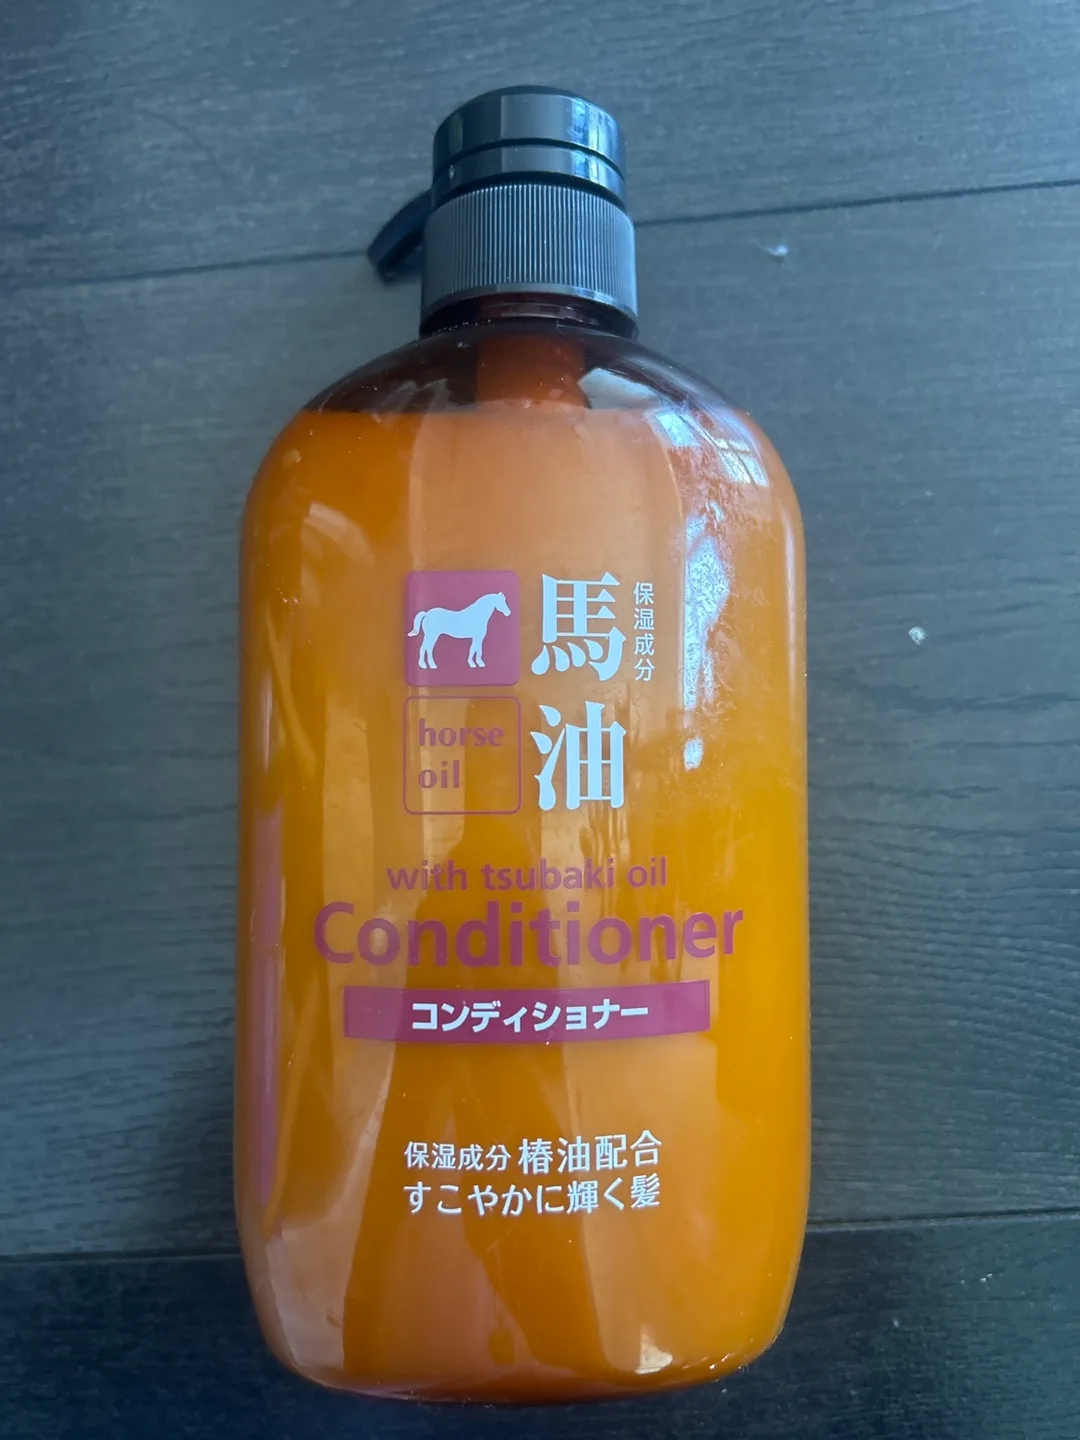 馬油
保湿成分
horse
oil
with tsubaki oil
Conditioner
コンディショナー
保湿成分 椿油配合
すこやかに輝く髪